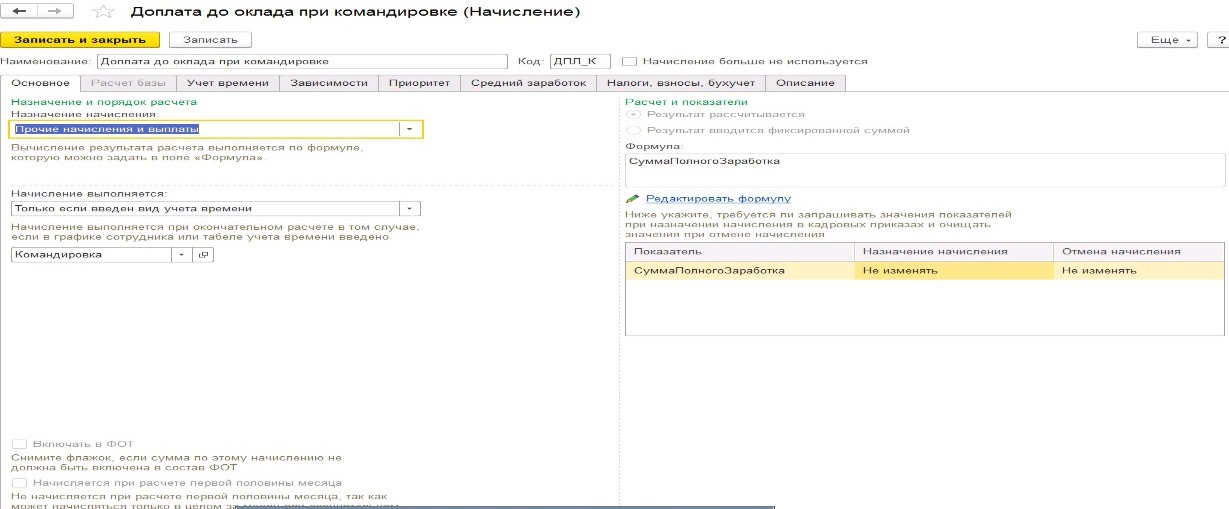 Доплата до оклада при командировке (Начисление)
Записать и закрыть Записать Еще ?
Наименование: Доплата до оклада при командировке Код: ДПЛ_К Начисление больше не используется
Основное Расчет базы Учет времени Зависимости Приоритет Средний заработок Налоги, взносы, бухучет Описание
Назначение и порядок расчета
Назначение начисления:
Прочие начисления и выплаты
Вычисление результата расчета выполняется по формуле,
которую можно задать в поле «Формула».
Начисление выполняется:
Только если введен вид учета времени
Начисление выполняется при окончательном расчете в том случае,
если в графике сотрудника или табеле учета времени введено
Командировка
Включать в ФОТ
Снимите флажок, если сумма по этому начислению не
должна быть включена в состав ФОТ
Начисляется при расчете первой половины месяца
Не начисляется при расчете первой половины месяца, так как
может начисляться только в целом за
Расчет и показатели
Результат рассчитывается
Результат вводится фиксированной суммой
Формула:
СуммаПолногоЗаработка
Редактировать формулу
Ниже укажите, требуется ли запрашивать значения показателей
при назначении начисления в кадровых приказах и очищать
значения при отмене начисления
Показатель Назначение начисления Отмена начисления
СуммаПолногоЗаработка Не изменять Не изменять